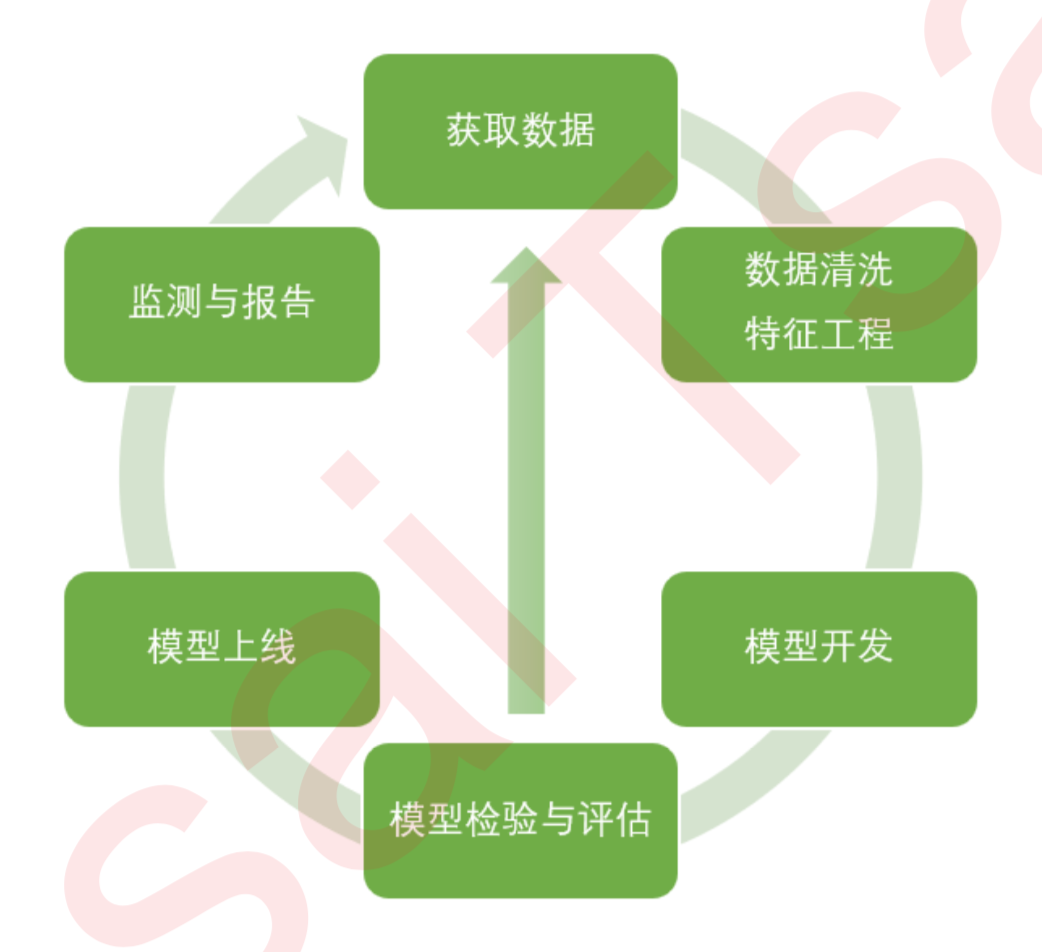 获取数据
数据清洗
特征工程
模型开发
模型检验与评估
模型上线
监测与报告